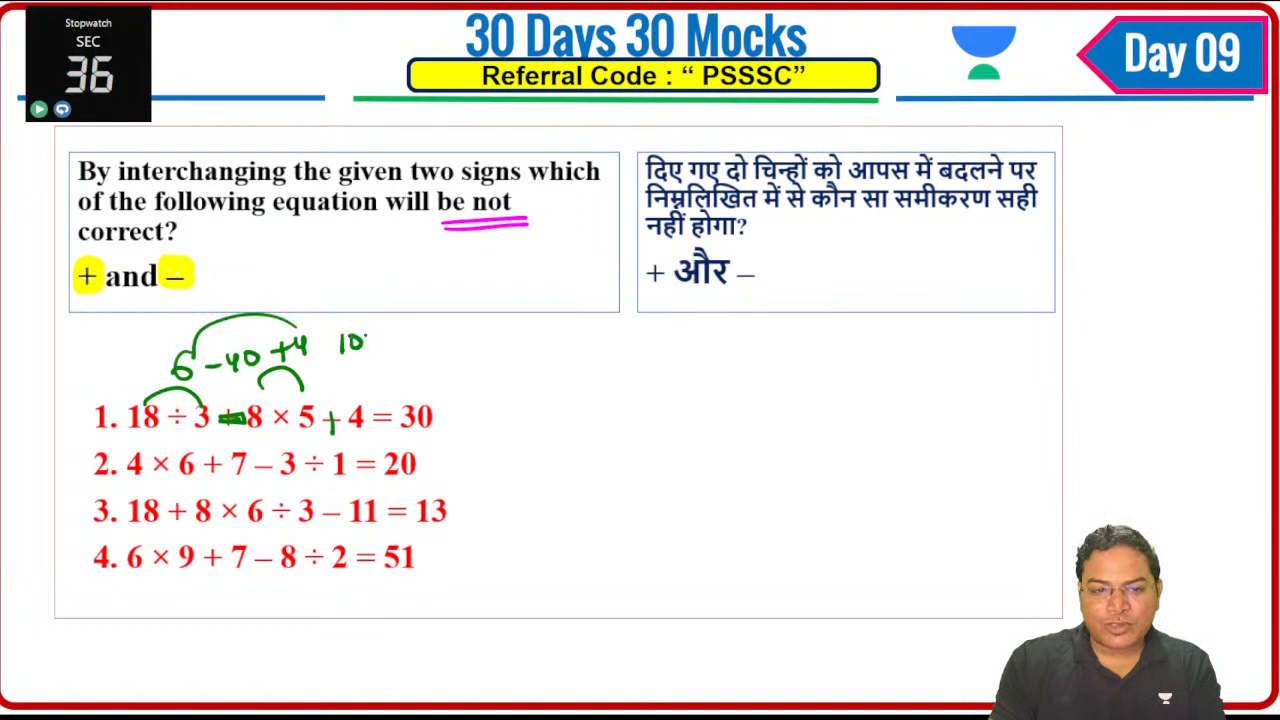 Stopwatch
SEC
36
30 Days 30 Mocks
Referral Code : “ PSSSC”
Day 09
By interchanging the given two signs which
of the following equation will be not
correct?
+ and –
दिए गए दो चिन्हों को आपस में बदलने पर
निम्नलिखित में से कौन सा समीकरण सही
नहीं होगा?
+ और –
6 – 40 + 4 10
1. 18 ÷ 3 – 8 × 5 + 4 = 30
2. 4 × 6 + 7 – 3 ÷ 1 = 20
3. 18 + 8 × 6 ÷ 3 – 11 = 13
4. 6 × 9 + 7 – 8 ÷ 2 = 51